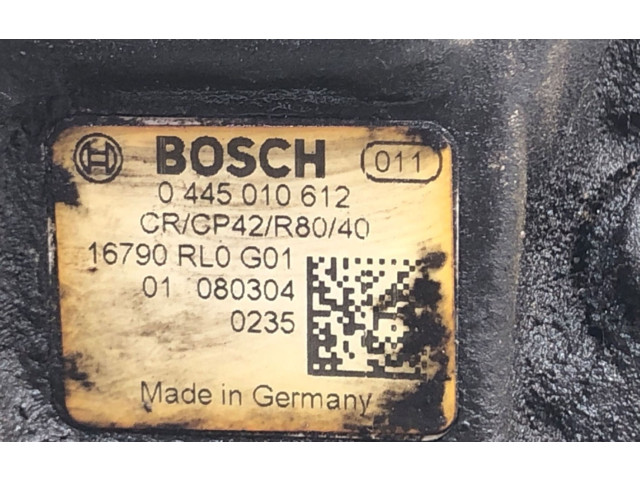 BOSCH 011
0 445 010 612
CR/CP42/R80/40
16790 RL0 G01
01 080304
0235
Made in Germany